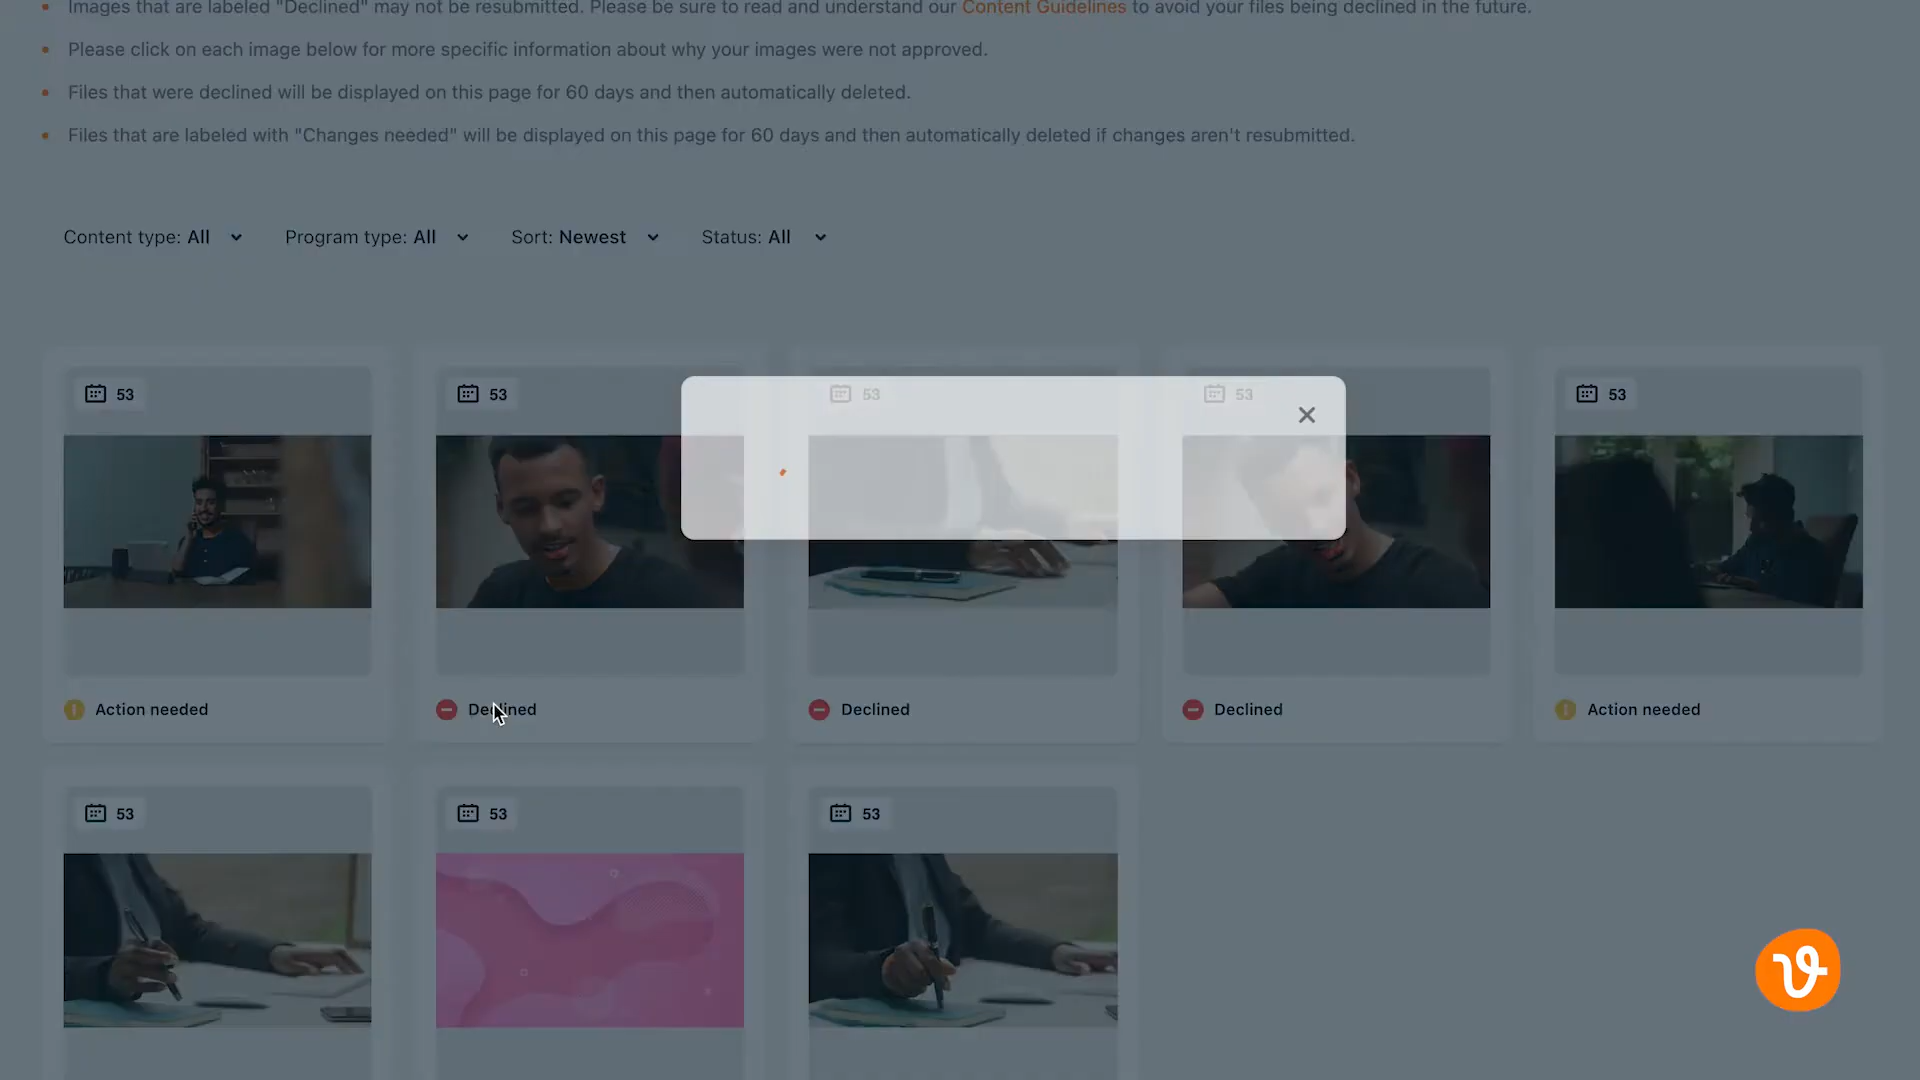 Images that are labeled "Declined" may not be resubmitted. Please be sure to read and understand our Content Guidelines to avoid your files being declined in the future.
Please click on each image below for more specific information about why your images were not approved.
Files that were declined will be displayed on this page for 60 days and then automatically deleted.
Files that are labeled with "Changes needed" will be displayed on this page for 60 days and then automatically deleted if changes aren't resubmitted.
Content type: All
Program type: All
Sort: Newest
Status: All
53
53
53
53
53
Action needed
Declined
Declined
Declined
Action needed
53
53
53